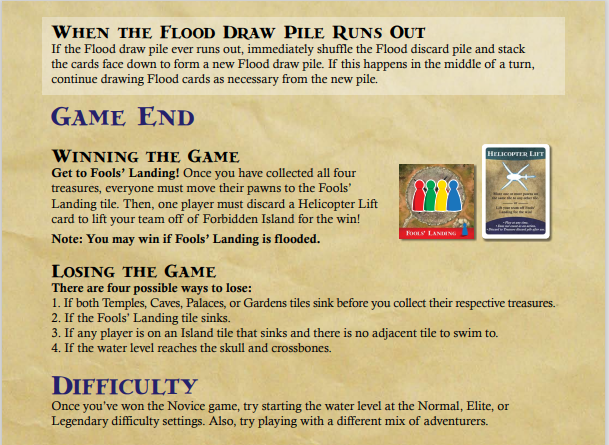 When the Flood Draw Pile Runs Out
If the Flood draw pile ever runs out, immediately shuffle the Flood discard pile and stack
the cards face down to form a new Flood draw pile. If this happens in the middle of a turn,
continue drawing Flood cards as necessary from the new pile.
Game End
Winning the Game
Get to Fools' Landing! Once you have collected all four
treasures, everyone must move their pawns to the Fools'
Landing tile. Then, one player must discard a Helicopter Lift
card to lift your team off of Forbidden Island for the win!
Note: You may win if Fools' Landing is flooded.
Fools' Landing
Helicopter Lift
Losing the Game
There are four possible ways to lose:
1. If both Temples, Caves, Palaces, or Gardens tiles sink before you collect their respective treasures.
2. If the Fools' Landing tile sinks.
3. If any player is on an Island tile that sinks and there is no adjacent tile to swim to.
4. If the water level reaches the skull and crossbones.
Difficulty
Once you've won the Novice game, try starting the water level at the Normal, Elite, or
Legendary difficulty settings. Also, try playing with a different mix of adventurers.